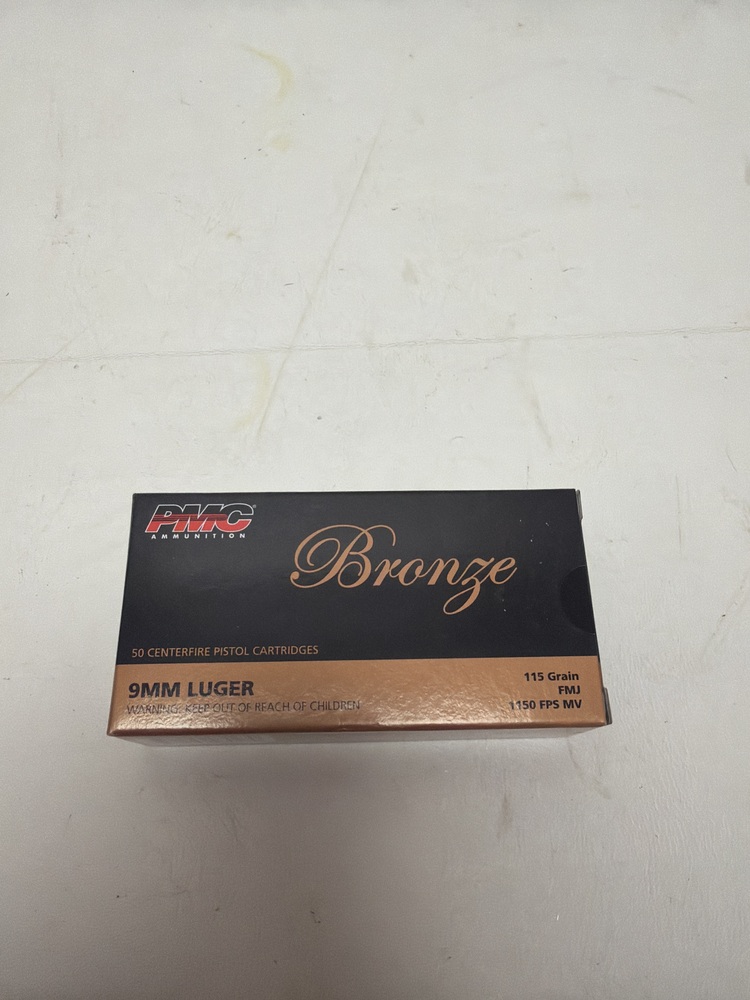 PMC®
AMMUNITION
Bronze
50 CENTERFIRE PISTOL CARTRIDGES
9MM LUGER
WARNING: KEEP OUT OF REACH OF CHILDREN
115 Grain
FMJ
1150 FPS MV